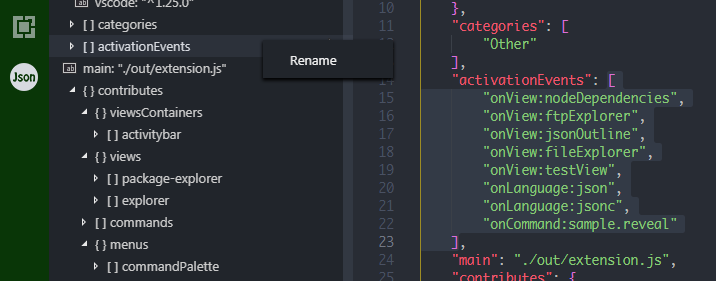 vscode: "^1.25.0"
[ ] categories
[ ] activationEvents
Rename
ab main: "./out/extension.js"
{ } contributes
{ } viewsContainers
[ ] activitybar
{ } views
[ ] package-explorer
[ ] explorer
[ ] commands
{ } menus
[ ] commandPalette
Json
10 },
11 "categories": [
12 "Other"
13 ],
14 "activationEvents": [
15 "onView:nodeDependencies",
16 "onView:ftpExplorer",
17 "onView:jsonOutline",
18 "onView:fileExplorer",
19 "onView:testView",
20 "onLanguage:json",
21 "onLanguage:jsonc",
22 "onCommand:sample.reveal"
23 ],
24 "main": "./out/extension.js",
25 "contributes": {